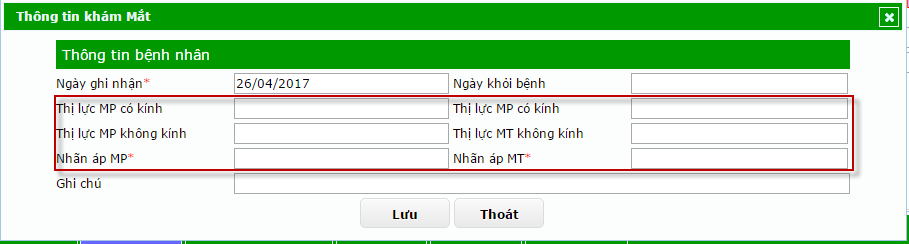 Thông tin khám Mắt
Thông tin bệnh nhân
Ngày ghi nhận* 26/04/2017 Ngày khỏi bệnh
Thị lực MP có kính Thị lực MP có kính
Thị lực MP không kính Thị lực MT không kính
Nhãn áp MP* Nhãn áp MT*
Ghi chú
Lưu Thoát